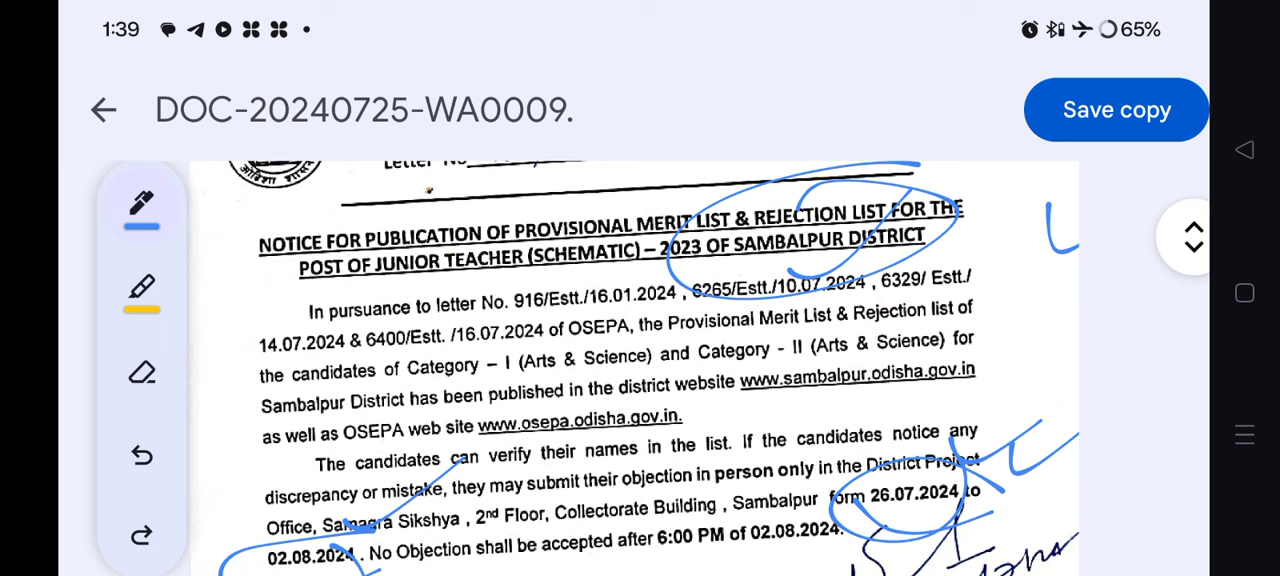 1:39
65%
DOC-20240725-WA0009.
Save copy
ओड़िशा शासन
Letter No
NOTICE FOR PUBLICATION OF PROVISIONAL MERIT LIST & REJECTION LIST FOR THE
POST OF JUNIOR TEACHER (SCHEMATIC) – 2023 OF SAMBALPUR DISTRICT
In pursuance to letter No. 916/Estt./16.01.2024 , 6265/Estt./10.07.2024 , 6329/ Estt./
14.07.2024 & 6400/Estt. /16.07.2024 of OSEPA, the Provisional Merit List & Rejection list of
the candidates of Category – I (Arts & Science) and Category - II (Arts & Science) for
Sambalpur District has been published in the district website www.sambalpur.odisha.gov.in
as well as OSEPA web site www.osepa.odisha.gov.in.
The candidates can verify their names in the list. If the candidates notice any
discrepancy or mistake, they may submit their objection in person only in the District Project
Office, Samagra Sikshya , 2nd Floor, Collectorate Building , Sambalpur form 26.07.2024 to
02.08.2024 . No Objection shall be accepted after 6:00 PM of 02.08.2024.